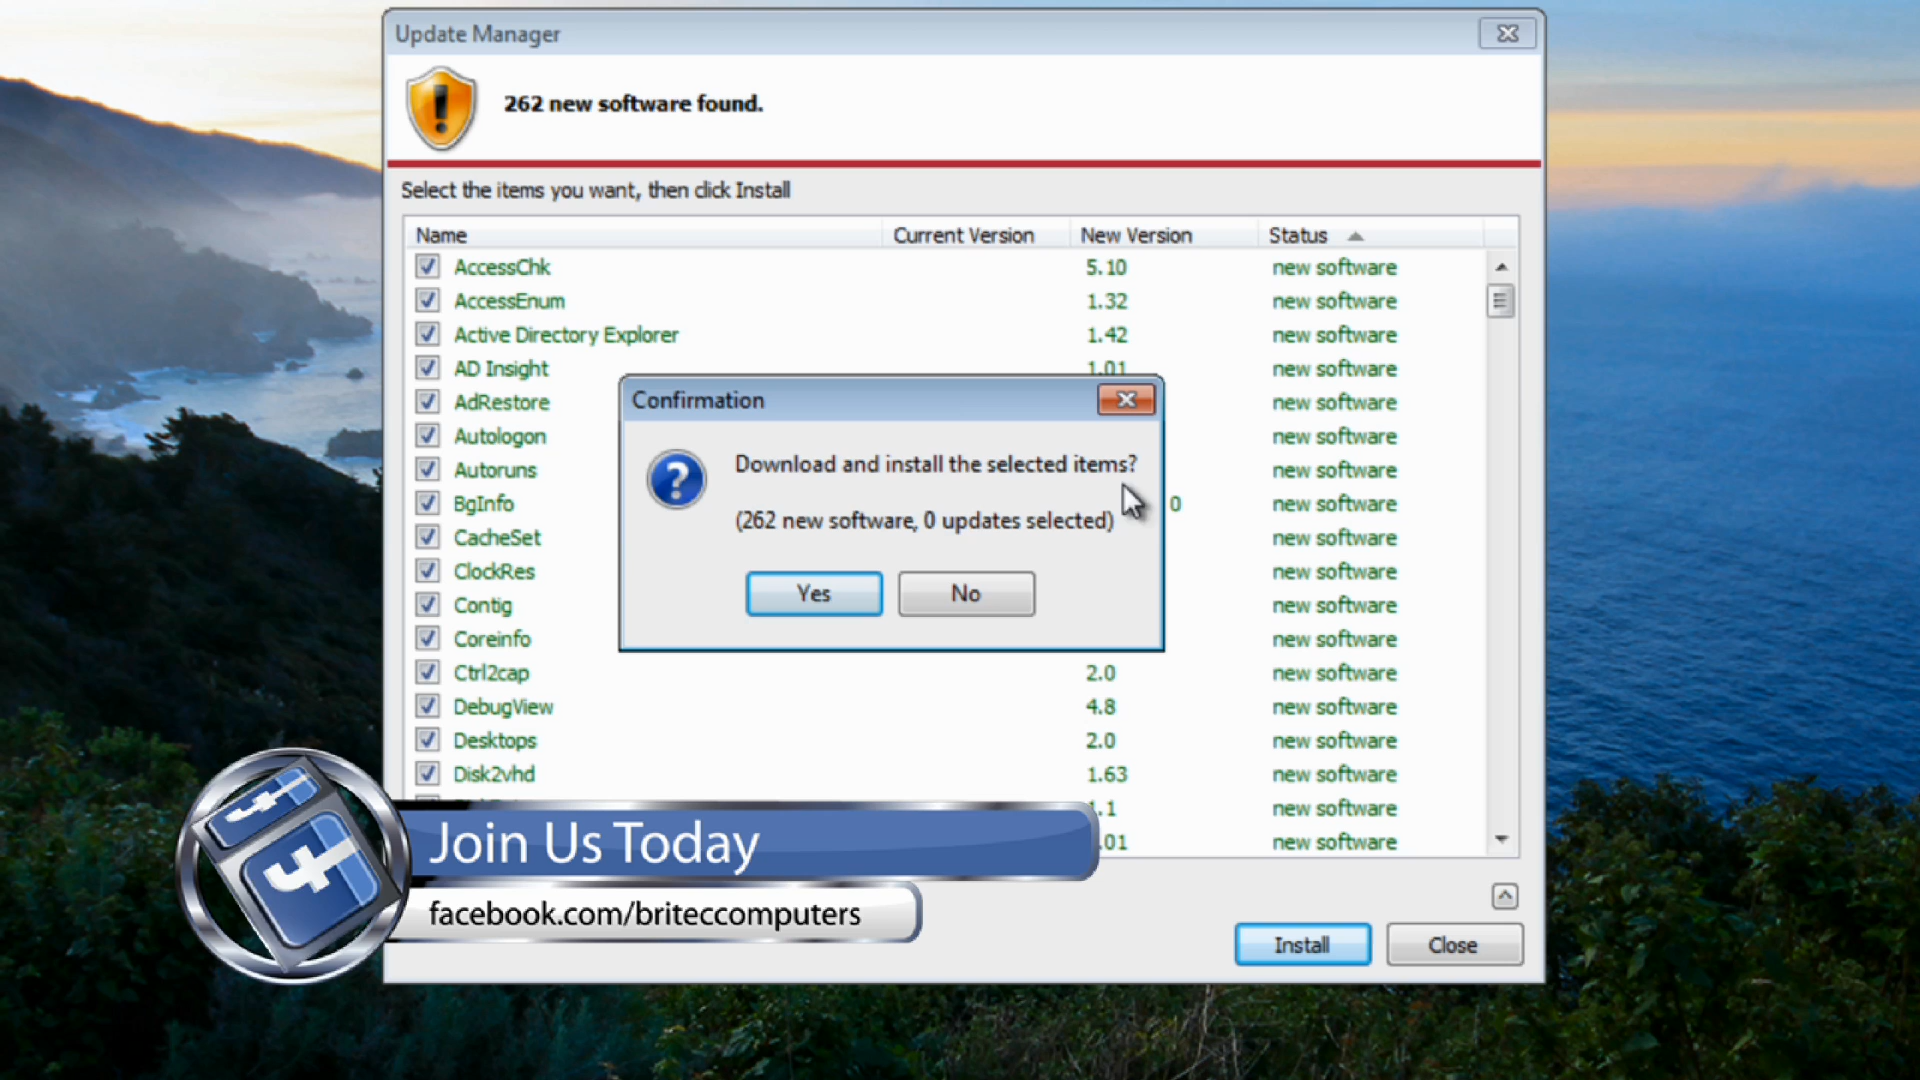 Update Manager
262 new software found.
Select the items you want, then click Install
Name Current Version New Version Status
AccessChk 5.10 new software
AccessEnum 1.32 new software
Active Directory Explorer 1.42 new software
AD Insight 1.01 new software
AdRestore new software
Autologon new software
Autoruns new software
BgInfo 0 new software
CacheSet new software
ClockRes new software
Contig new software
Coreinfo new software
Ctrl2cap 2.0 new software
DebugView 4.8 new software
Desktops 2.0 new software
Disk2vhd 1.63 new software
.1 new software
.01 new software
Confirmation
Download and install the selected items?
(262 new software, 0 updates selected)
Yes No
Join Us Today
facebook.com/briteccomputers
Install Close